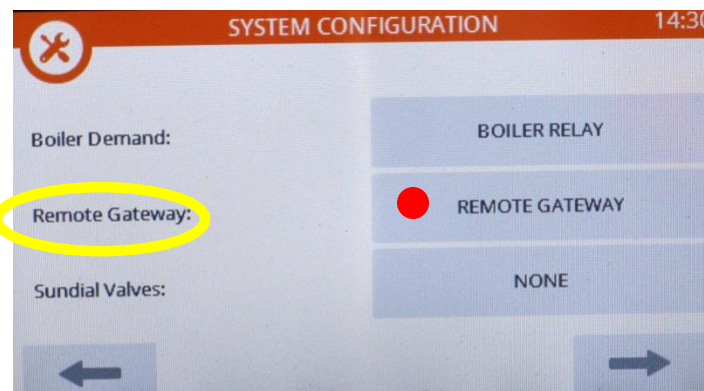 SYSTEM CONFIGURATION 14:30
Boiler Demand: BOILER RELAY
Remote Gateway: REMOTE GATEWAY
Sundial Valves: NONE